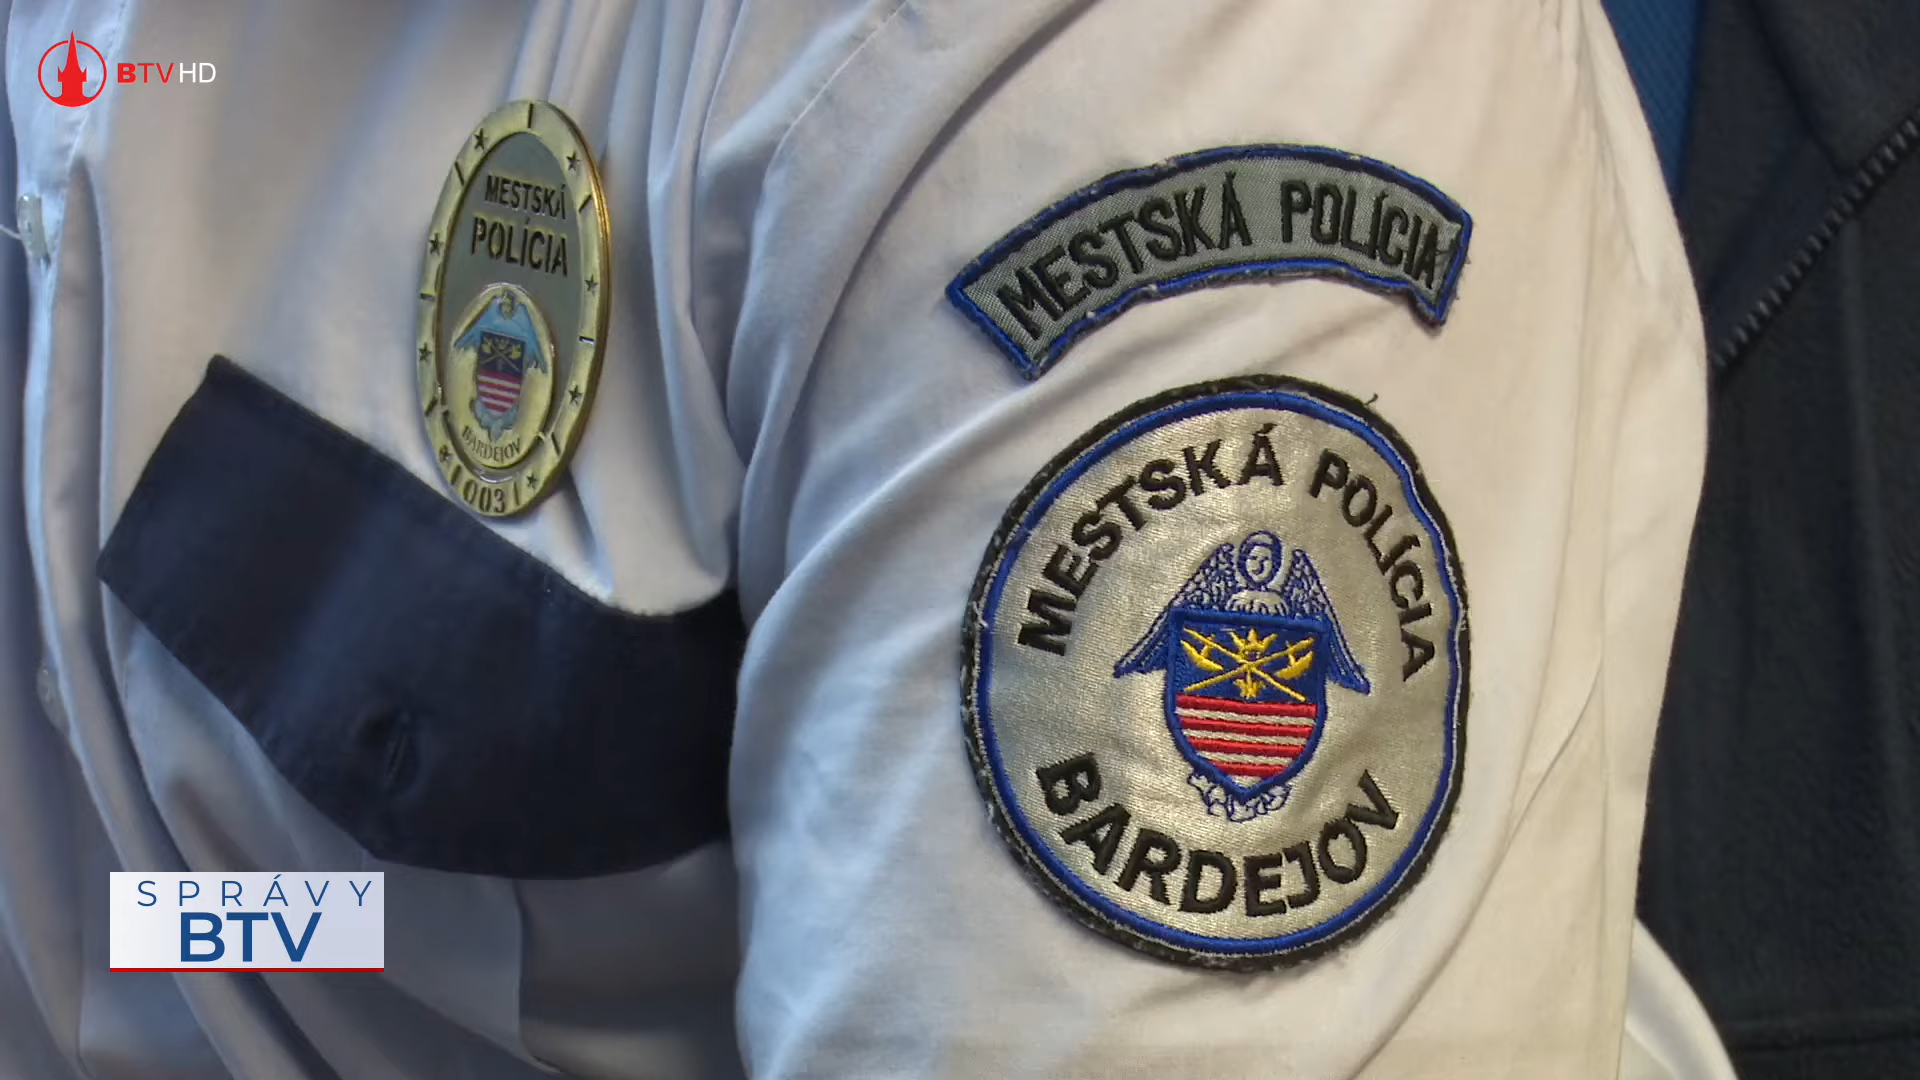 BTV HD
MESTSKÁ
POLÍCIA
BARDEJOV
003
MESTSKÁ POLÍCIA
MESTSKÁ POLÍCIA
BARDEJOV
SPRÁVY
BTV